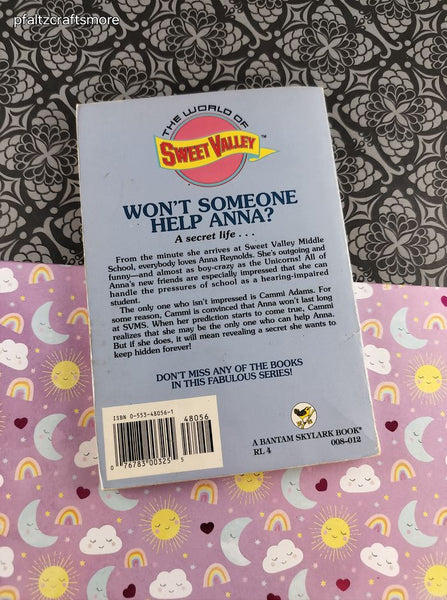 pfaltzcraftsmore
THE WORLD OF
SWEET VALLEY™
WON'T SOMEONE
HELP ANNA?
A secret life . . .
From the minute she arrives at Sweet Valley Middle
School, everybody loves Anna Reynolds. She's outgoing and
funny—and almost as boy-crazy as the Unicorns! All of
Anna's new friends are especially impressed that she can
handle the pressures of school as a hearing-impaired
student.
The only one who isn't impressed is Cammi Adams. For
some reason, Cammi is convinced that Anna won't last long
at SVMS. When her prediction starts to come true, Cammi
realizes that she may be the only one who can help Anna.
But if she does, it will mean revealing a secret she wants to
keep hidden forever!
DON'T MISS ANY OF THE BOOKS
IN THIS FABULOUS SERIES!
ISBN 0-553-48056-1
48056
0 76783 00325 5
A BANTAM SKYLARK BOOK®
RL 4 008-012